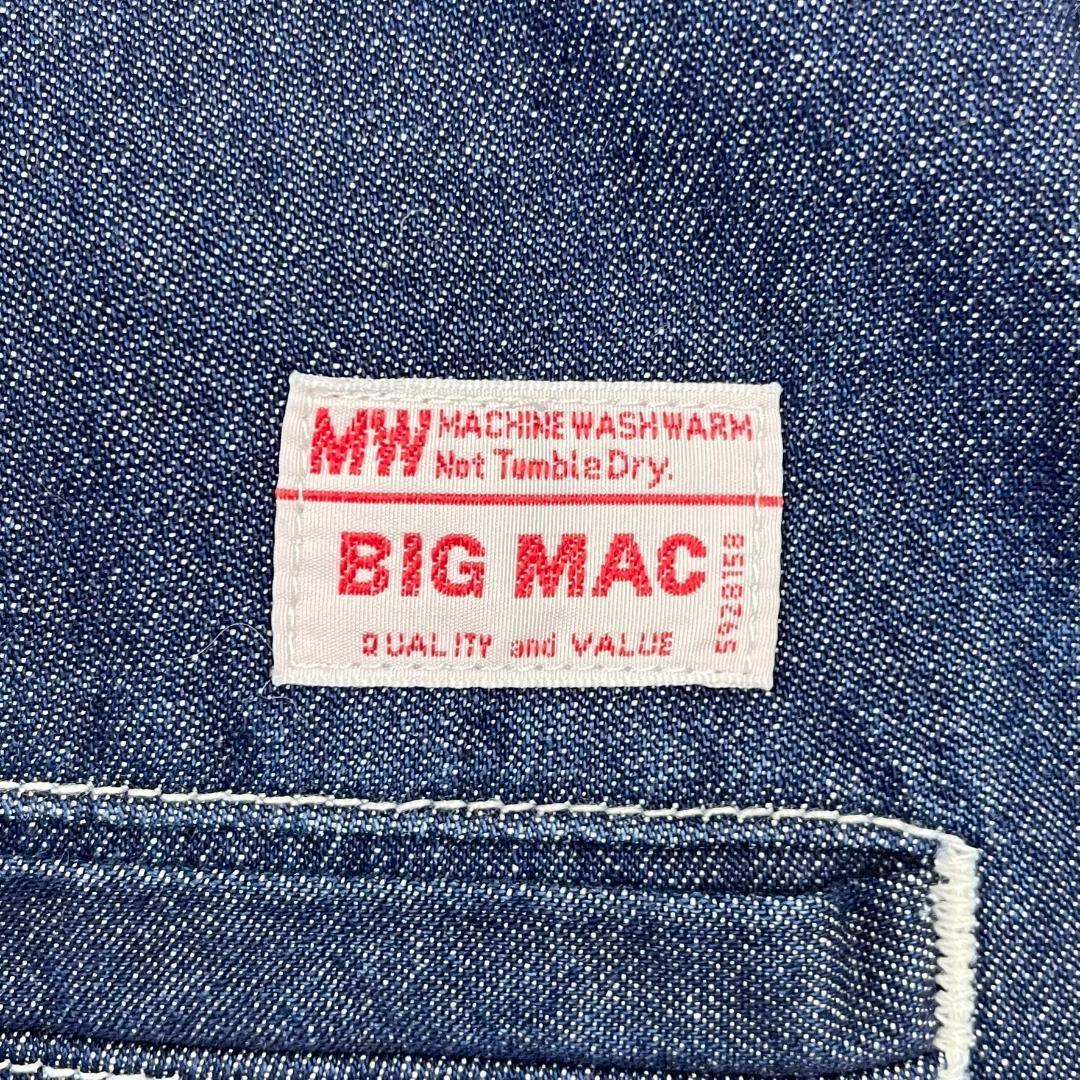 MW MACHINE WASH WARM
Not Tumble Dry.
BIG MAC
QUALITY and VALUE
5928158